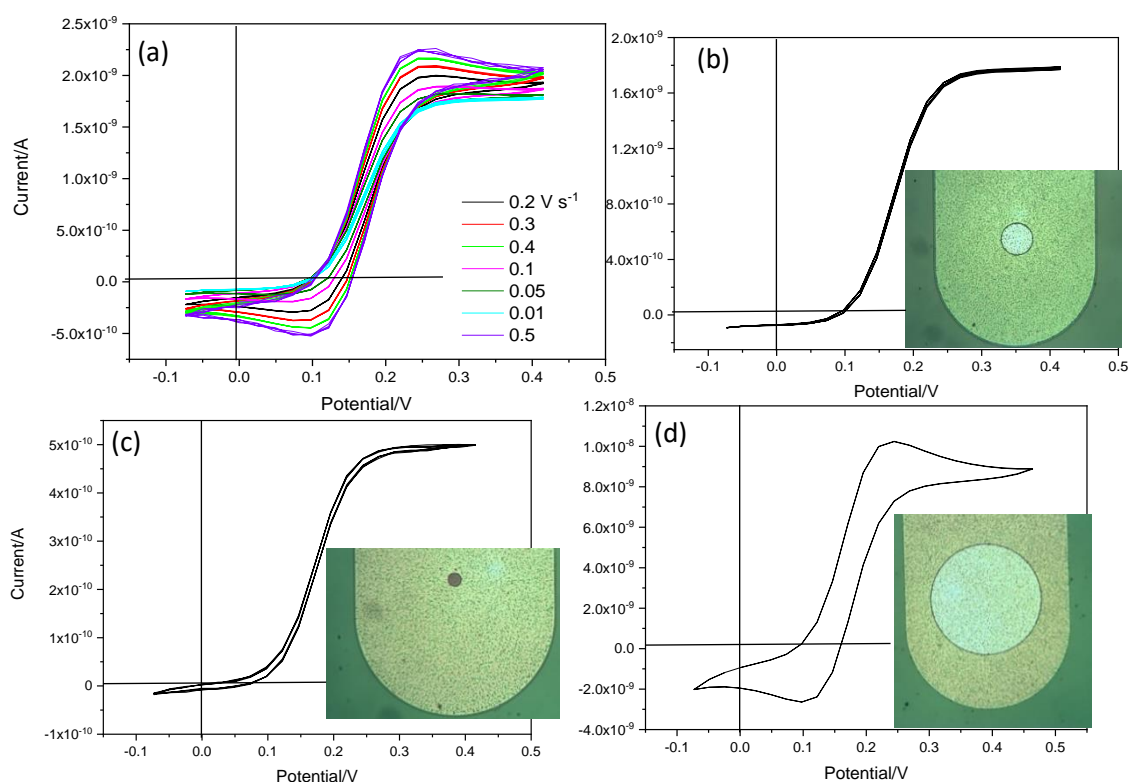 (a)
2.5x10⁻⁹
2.0x10⁻⁹
1.5x10⁻⁹
1.0x10⁻⁹
5.0x10⁻¹⁰
0.0
-5.0x10⁻¹⁰
Current/A
0.2 V s⁻¹
0.3
0.4
0.1
0.05
0.01
0.5
-0.1 0.0 0.1 0.2 0.3 0.4 0.5
Potential/V
(b)
2.0x10⁻⁹
1.6x10⁻⁹
1.2x10⁻⁹
8.0x10⁻¹⁰
4.0x10⁻¹⁰
0.0
-0.1 0.0 0.1 0.2 0.3 0.4 0.5
Potential/V
(c)
5x10⁻¹⁰
4x10⁻¹⁰
3x10⁻¹⁰
2x10⁻¹⁰
1x10⁻¹⁰
0
-1x10⁻¹⁰
Current/A
-0.1 0.0 0.1 0.2 0.3 0.4 0.5
Potential/V
(d)
1.2x10⁻⁸
1.0x10⁻⁸
8.0x10⁻⁹
6.0x10⁻⁹
4.0x10⁻⁹
2.0x10⁻⁹
0.0
-2.0x10⁻⁹
-4.0x10⁻⁹
-0.1 0.0 0.1 0.2 0.3 0.4 0.5
Potential/V